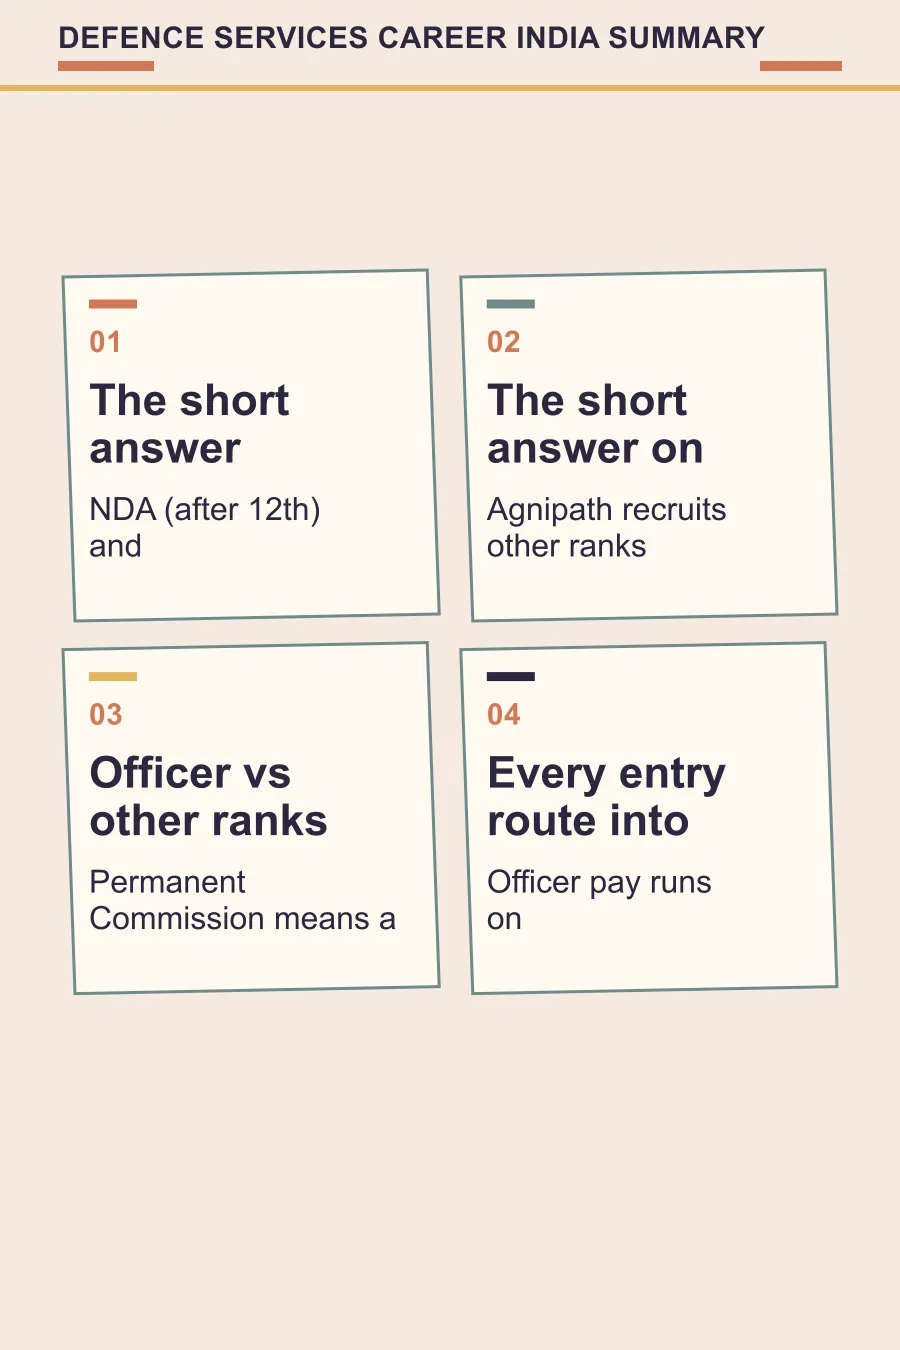 DEFENCE SERVICES CAREER INDIA SUMMARY
01
The short
answer
NDA (after 12th)
and
02
The short
answer on
Agnipath recruits
other ranks
03
Officer vs
other ranks
Permanent
Commission means a
04
Every entry
route into
Officer pay runs
on